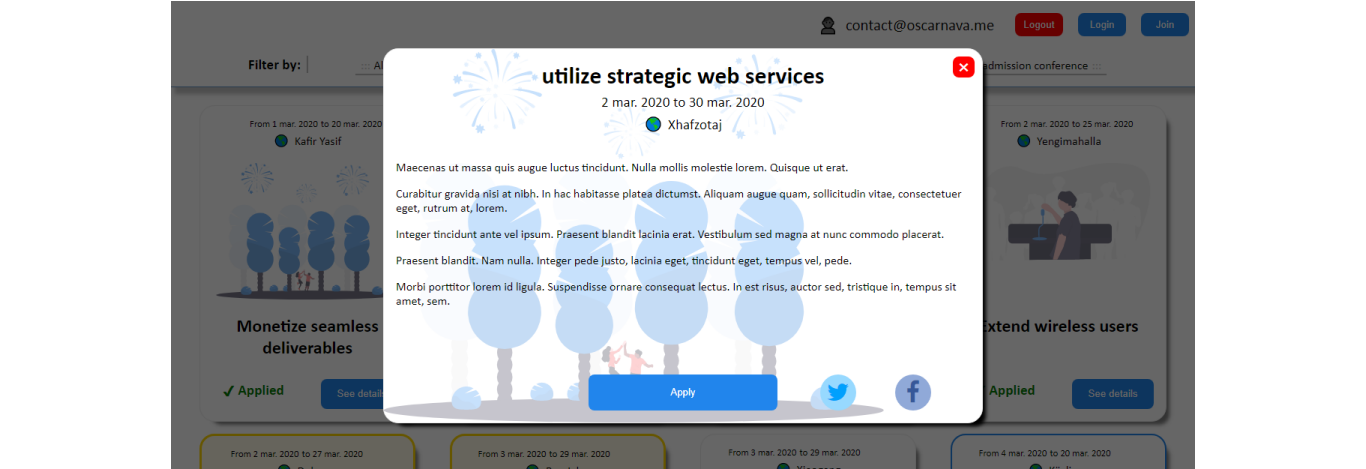 contact@oscarnava.me
Logout
Login
Join
Filter by:
::: Al
admission conference :::
utilize strategic web services
2 mar. 2020 to 30 mar. 2020
Xhafzotaj
Maecenas ut massa quis augue luctus tincidunt. Nulla mollis molestie lorem. Quisque ut erat.
Curabitur gravida nisi at nibh. In hac habitasse platea dictumst. Aliquam augue quam, sollicitudin vitae, consectetuer
eget, rutrum at, lorem.
Integer tincidunt ante vel ipsum. Praesent blandit lacinia erat. Vestibulum sed magna at nunc commodo placerat.
Praesent blandit. Nam nulla. Integer pede justo, lacinia eget, tincidunt eget, tempus vel, pede.
Morbi porttitor lorem id ligula. Suspendisse ornare consequat lectus. In est risus, auctor sed, tristique in, tempus sit
amet, sem.
Apply
From 1 mar. 2020 to 20 mar. 2020
Kafir Yasif
Monetize seamless
deliverables
✓ Applied
See detail
From 2 mar. 2020 to 25 mar. 2020
Yengimahalla
Extend wireless users
Applied
See details
From 2 mar. 2020 to 27 mar. 2020
From 3 mar. 2020 to 29 mar. 2020
From 3 mar. 2020 to 29 mar. 2020
From 4 mar. 2020 to 20 mar. 2020